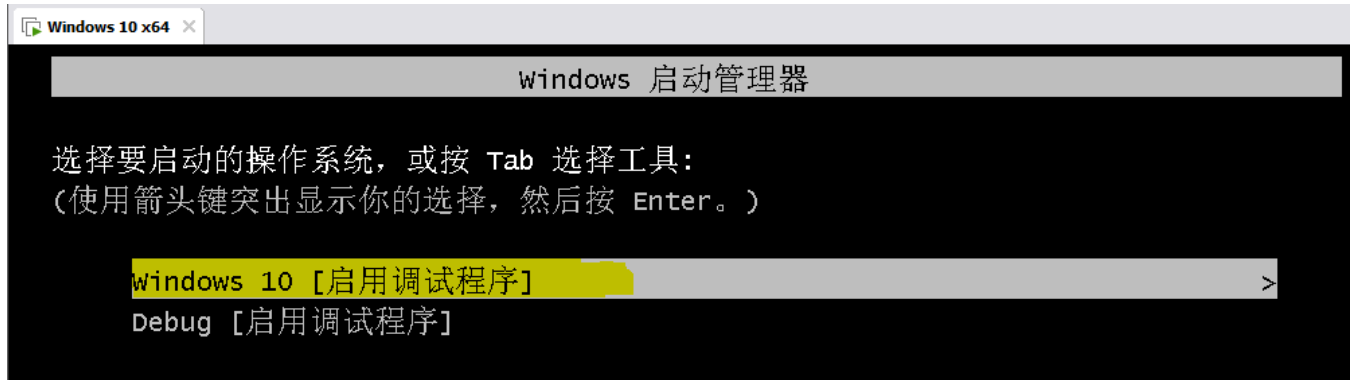 Windows 10 x64
Windows 启动管理器
选择要启动的操作系统，或按 Tab 选择工具:
(使用箭头键突出显示你的选择，然后按 Enter。)
Windows 10 [启用调试程序] >
Debug [启用调试程序]